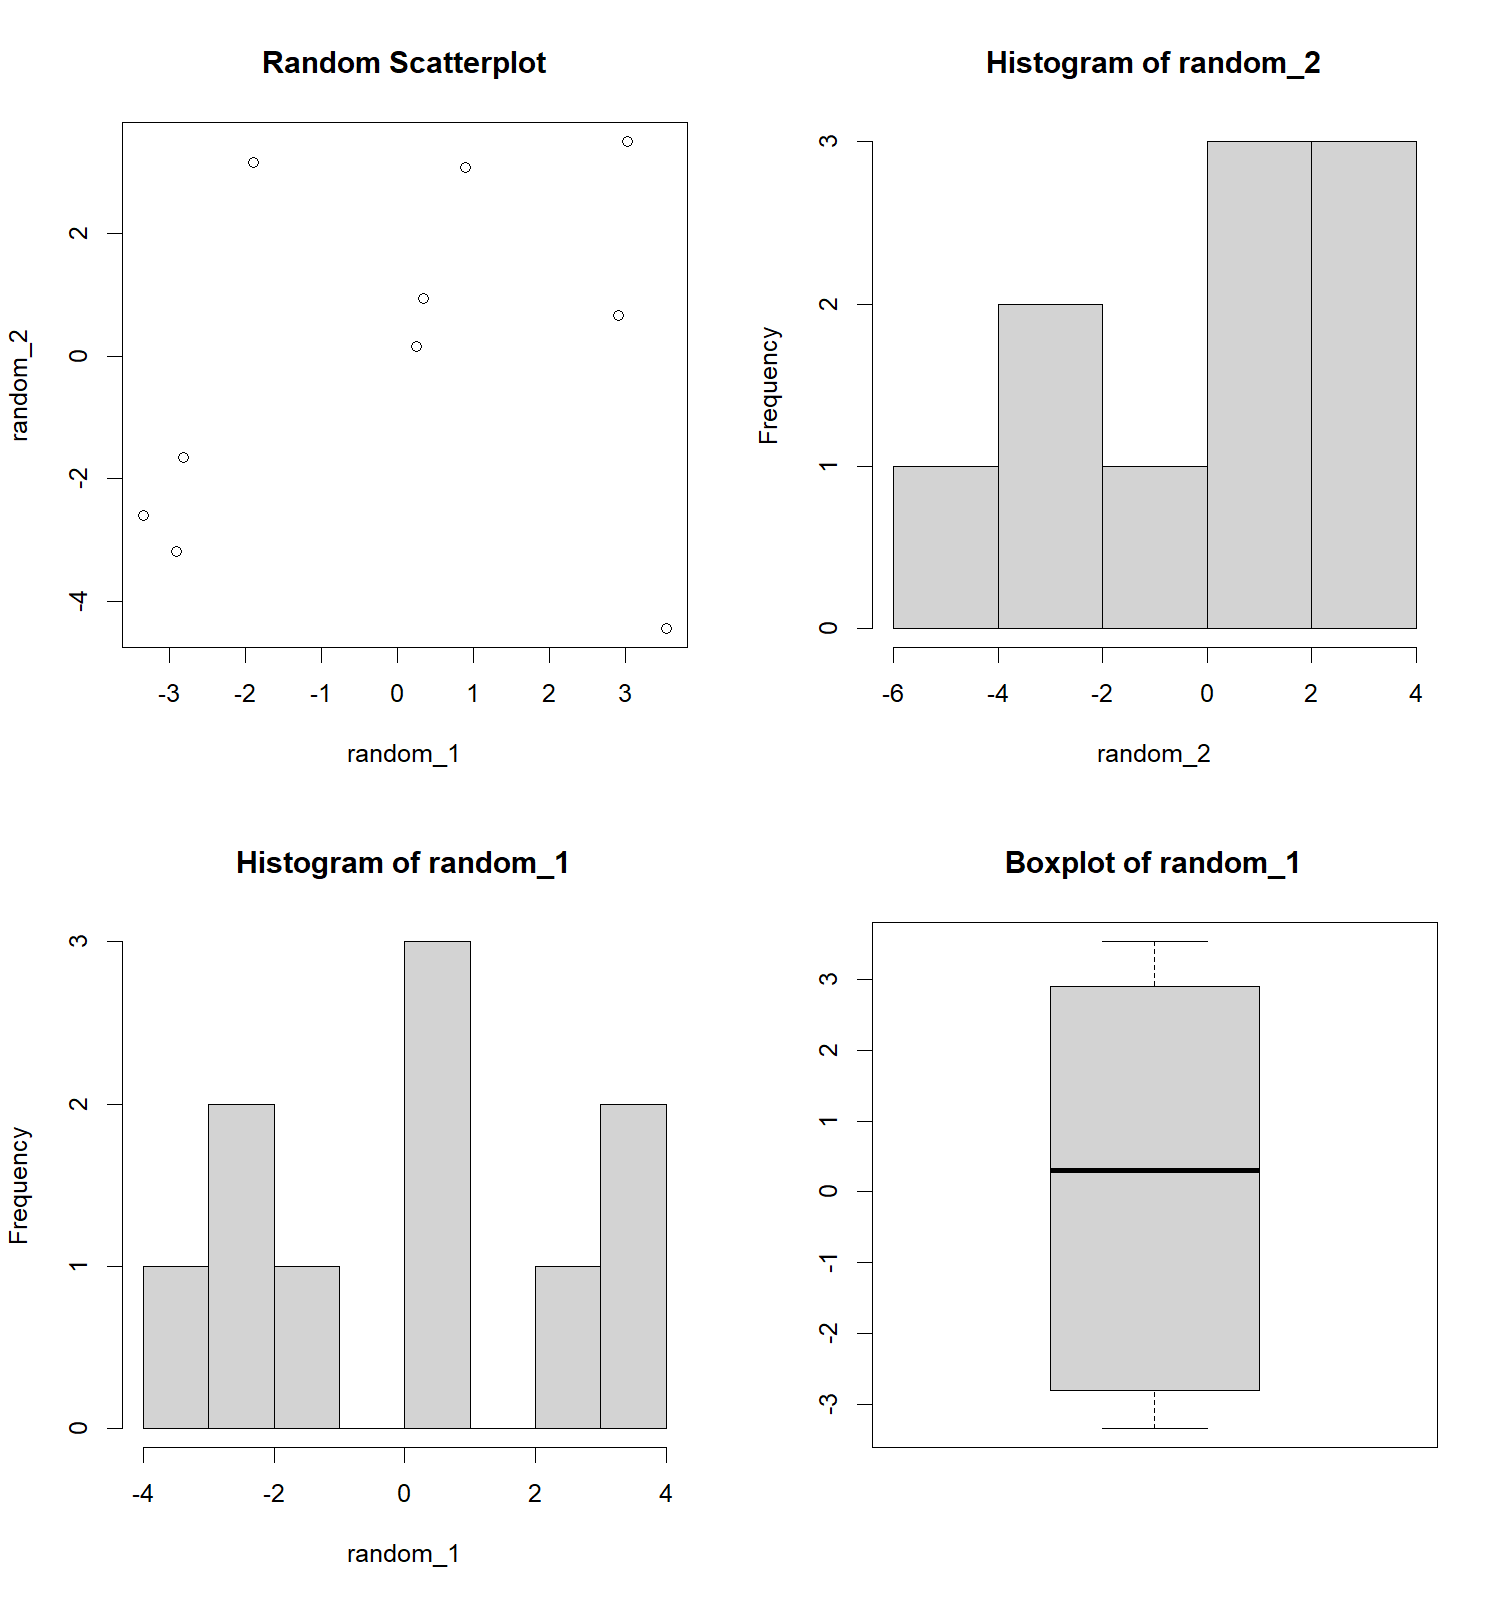 Random Scatterplot
random_2
2
0
-2
-4
-3 -2 -1 0 1 2 3
random_1
Histogram of random_2
Frequency
3
2
1
0
-6 -4 -2 0 2 4
random_2
Histogram of random_1
Frequency
3
2
1
0
-4 -2 0 2 4
random_1
Boxplot of random_1
3
2
1
0
-1
-2
-3